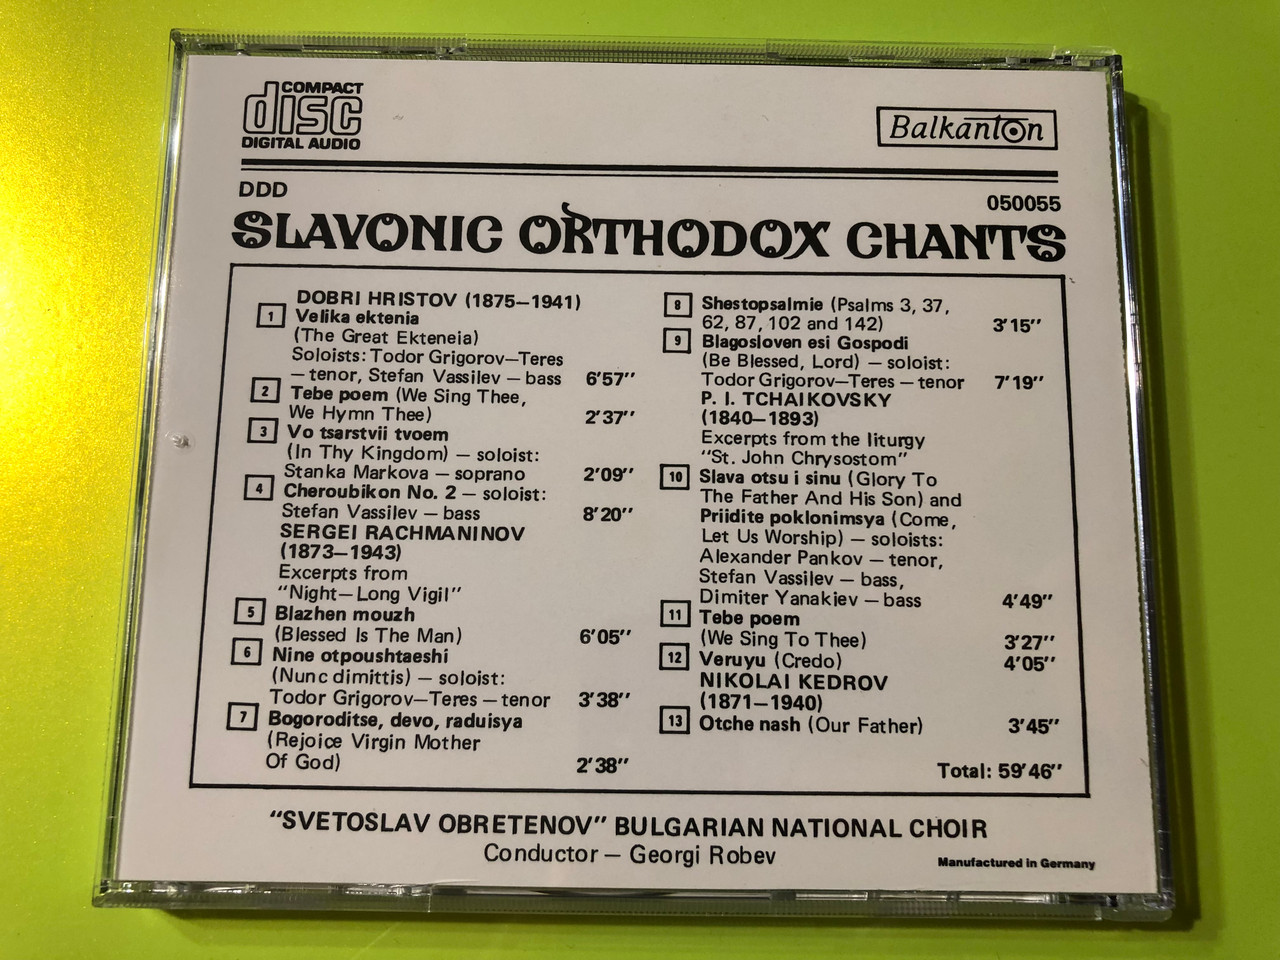 COMPACT
disc
DIGITAL AUDIO
Balkanton
DDD
050055
SLAVONIC ORTHODOX CHANTS
DOBRI HRISTOV (1875–1941)
1 Velika ektenia
(The Great Ekteneia)
Soloists: Todor Grigorov–Teres
– tenor, Stefan Vassilev – bass 6'57''
2 Tebe poem (We Sing Thee,
We Hymn Thee) 2'37''
3 Vo tsarstvii tvoem
(In Thy Kingdom) – soloist:
Stanka Markova – soprano 2'09''
4 Cheroubikon No. 2 – soloist:
Stefan Vassilev – bass 8'20''
SERGEI RACHMANINOV
(1873–1943)
Excerpts from
"Night–Long Vigil"
5 Blazhen mouzh
(Blessed Is The Man) 6'05''
6 Nine otpoushtaeshi
(Nunc dimittis) – soloist:
Todor Grigorov–Teres – tenor 3'38''
7 Bogoroditse, devo, raduisya
(Rejoice Virgin Mother
Of God) 2'38''
8 Shestopsalmie (Psalms 3, 37,
62, 87, 102 and 142) 3'15''
9 Blagosloven esi Gospodi
(Be Blessed, Lord) – soloist:
Todor Grigorov–Teres – tenor 7'19''
P. I. TCHAIKOVSKY
(1840–1893)
Excerpts from the liturgy
"St. John Chrysostom"
10 Slava otsu i sinu (Glory To
The Father And His Son) and
Priidite poklonimsya (Come,
Let Us Worship) – soloists:
Alexander Pankov – tenor,
Stefan Vassilev – bass,
Dimiter Yanakiev – bass 4'49''
11 Tebe poem
(We Sing To Thee) 3'27''
12 Veruyu (Credo) 4'05''
NIKOLAI KEDROV
(1871–1940)
13 Otche nash (Our Father) 3'45''
Total: 59'46''
"SVETOSLAV OBRETENOV" BULGARIAN NATIONAL CHOIR
Conductor – Georgi Robev
Manufactured in Germany